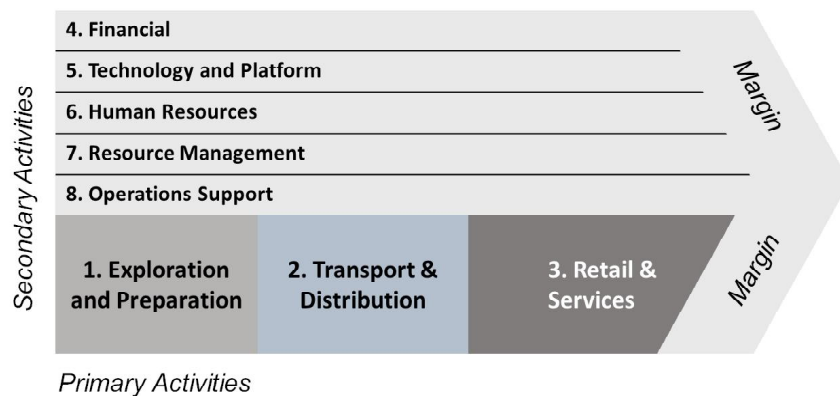 4. Financial
5. Technology and Platform
6. Human Resources
7. Resource Management
8. Operations Support
Margin
Secondary Activities
1. Exploration
and Preparation
2. Transport &
Distribution
3. Retail &
Services
Margin
Primary Activities